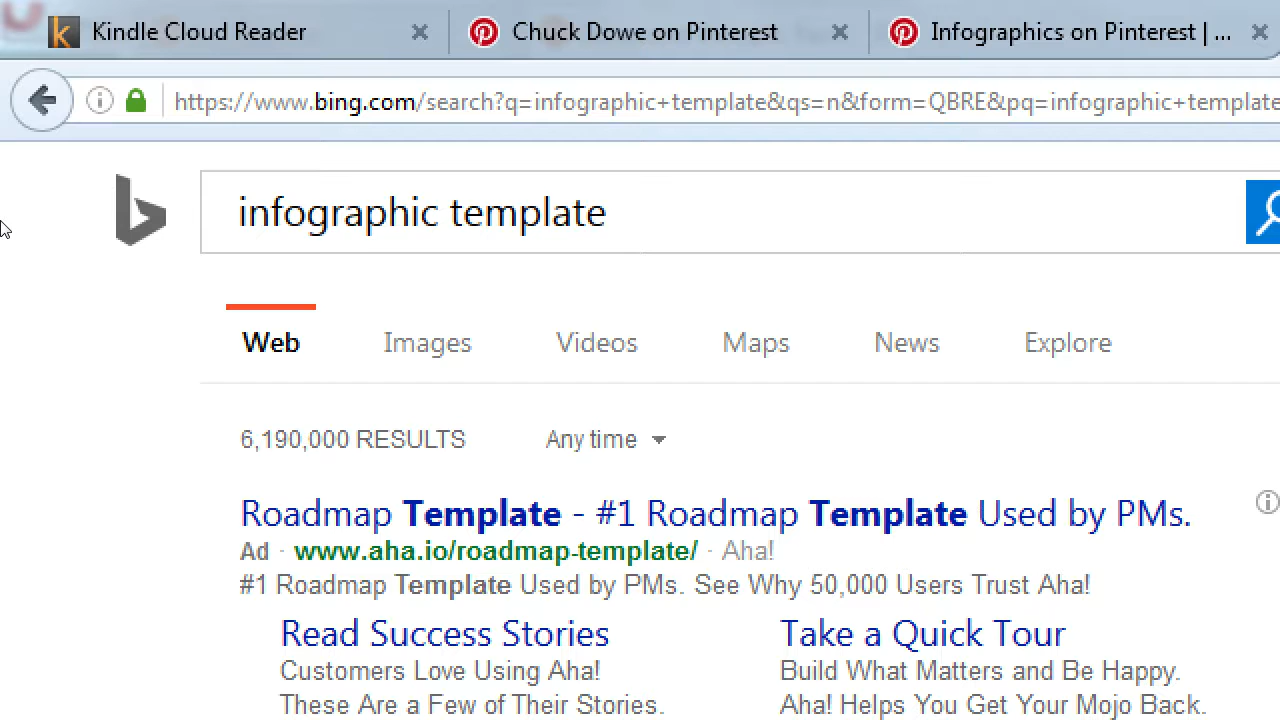 Kindle Cloud Reader Chuck Dowe on Pinterest Infographics on Pinterest | ...
https://www.bing.com/search?q=infographic+template&qs=n&form=QBRE&pq=infographic+template
infographic template
Web Images Videos Maps News Explore
6,190,000 RESULTS Any time
Roadmap Template - #1 Roadmap Template Used by PMs.
Ad · www.aha.io/roadmap-template/ · Aha!
#1 Roadmap Template Used by PMs. See Why 50,000 Users Trust Aha!
Read Success Stories Take a Quick Tour
Customers Love Using Aha! Build What Matters and Be Happy.
These Are a Few of Their Stories. Aha! Helps You Get Your Mojo Back.